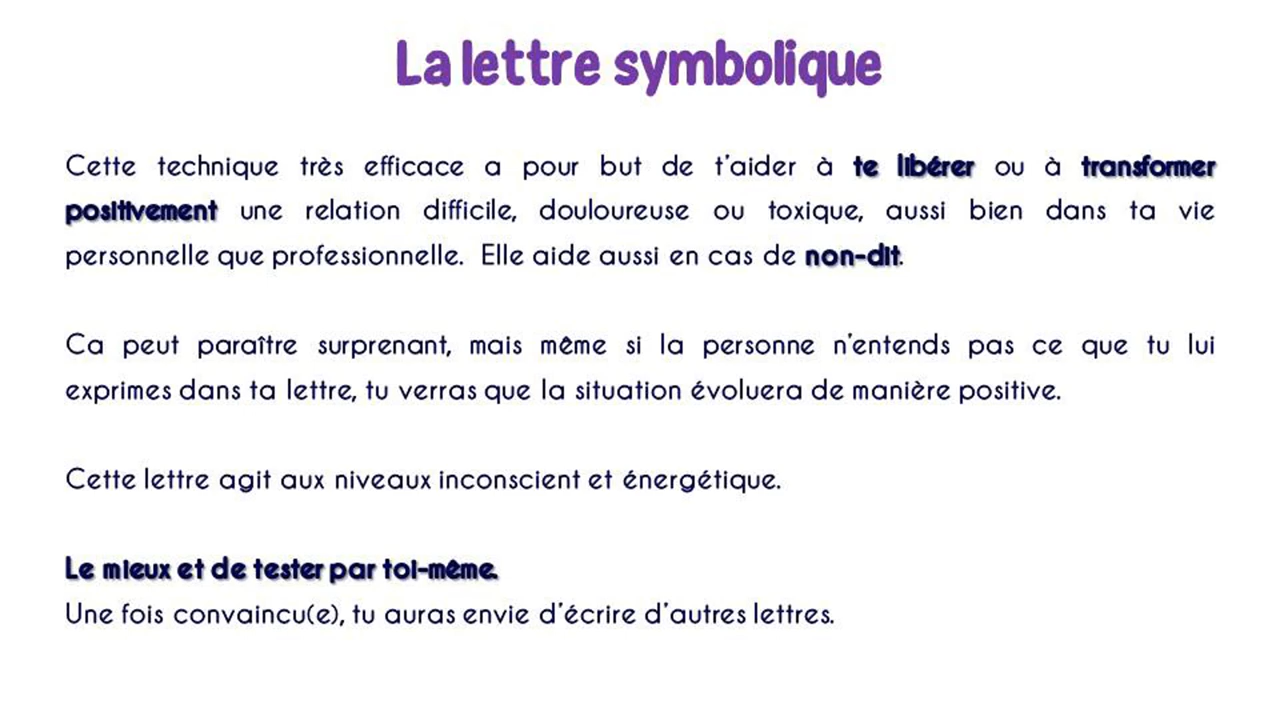 La lettre symbolique
Cette technique très efficace a pour but de t'aider à te libérer ou à transformer
positivement une relation difficile, douloureuse ou toxique, aussi bien dans ta vie
personnelle que professionnelle. Elle aide aussi en cas de non-dit.
Ca peut paraître surprenant, mais même si la personne n'entends pas ce que tu lui
exprimes dans ta lettre, tu verras que la situation évoluera de manière positive.
Cette lettre agit aux niveaux inconscient et énergétique.
Le mieux et de tester par toi-même.
Une fois convaincu(e), tu auras envie d'écrire d'autres lettres.